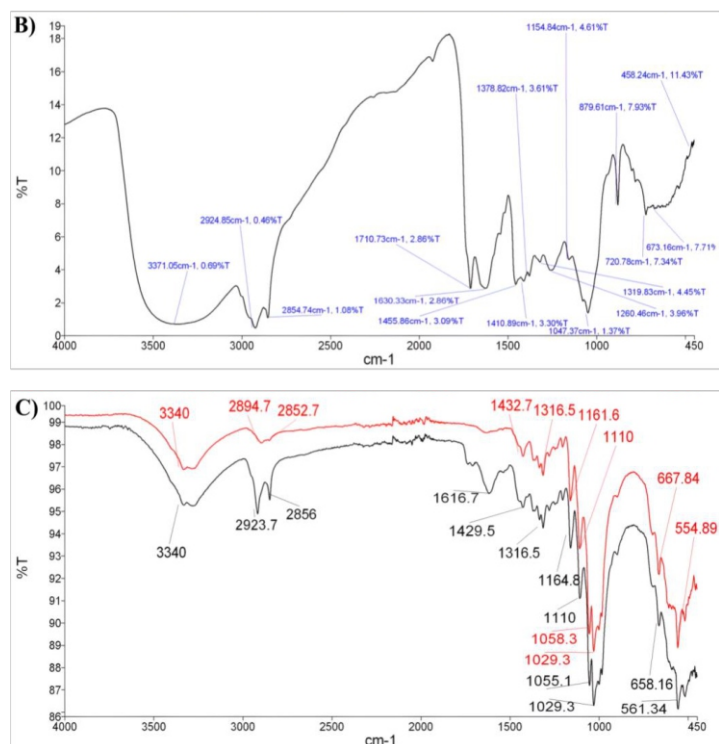 B)
19
18
16
14
12
10
8
6
4
2
0
%T
4000
3500
3000
2500
2000
1500
1000
450
cm-1
3371.05cm-1, 0.69%T
2924.85cm-1, 0.46%T
2854.74cm-1, 1.08%T
1710.73cm-1, 2.86%T
1630.33cm-1, 2.86%T
1455.86cm-1, 3.09%T
1410.89cm-1, 3.30%T
1378.82cm-1, 3.61%T
1154.84cm-1, 4.61%T
1047.37cm-1, 1.37%T
1260.46cm-1, 3.96%T
1319.83cm-1, 4.45%T
879.61cm-1, 7.93%T
720.78cm-1, 7.34%T
673.16cm-1, 7.71%
458.24cm-1, 11.43%T
C)
100
99
98
97
96
95
94
93
92
91
90
89
88
87
86
%T
4000
3500
3000
2500
2000
1500
1000
450
cm-1
3340
2894.7
2852.7
1432.7
1316.5
1161.6
1110
667.84
554.89
1058.3
1029.3
3340
2923.7
2856
1616.7
1429.5
1316.5
1164.8
1110
1055.1
1029.3
658.16
561.34